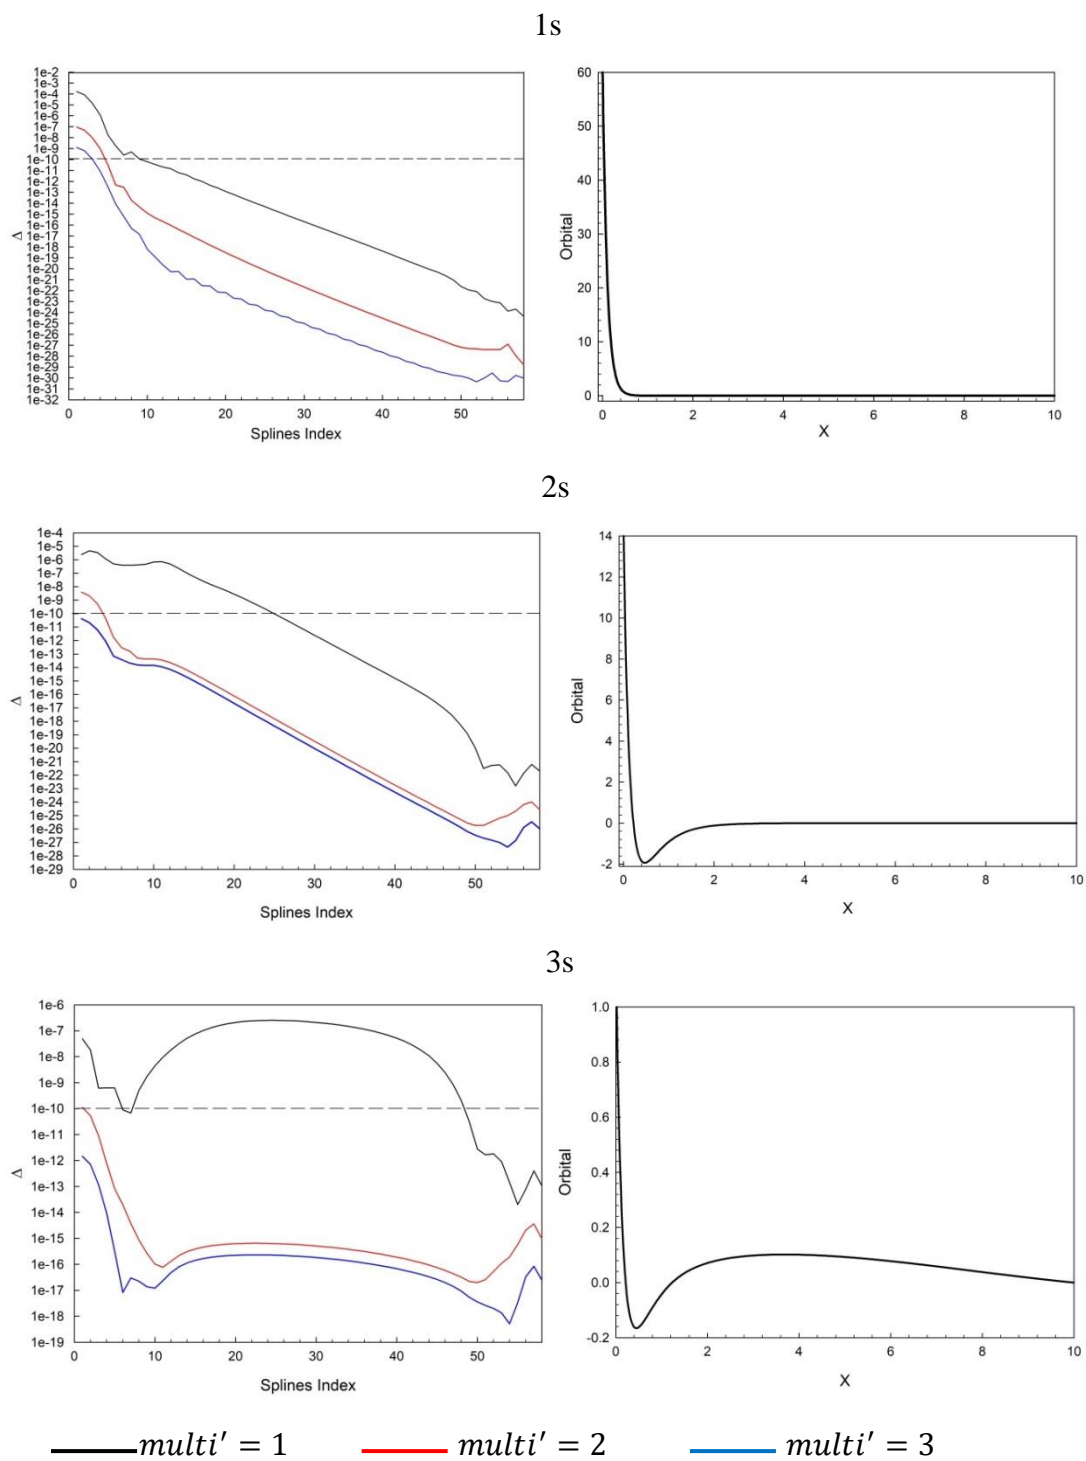 1s
1e-2
1e-3
1e-4
1e-5
1e-6
1e-7
1e-8
1e-9
1e-10
1e-11
1e-12
1e-13
1e-14
1e-15
1e-16
1e-17
1e-18
1e-19
1e-20
1e-21
1e-22
1e-23
1e-24
1e-25
1e-26
1e-27
1e-28
1e-29
1e-30
1e-31
1e-32
Δ
0 10 20 30 40 50
Splines Index
60
50
40
30
20
10
0
Orbital
0 2 4 6 8 10
X
2s
1e-4
1e-5
1e-6
1e-7
1e-8
1e-9
1e-10
1e-11
1e-12
1e-13
1e-14
1e-15
1e-16
1e-17
1e-18
1e-19
1e-20
1e-21
1e-22
1e-23
1e-24
1e-25
1e-26
1e-27
1e-28
1e-29
Δ
0 10 20 30 40 50
Splines Index
14
12
10
8
6
4
2
0
-2
Orbital
0 2 4 6 8 10
X
3s
1e-6
1e-7
1e-8
1e-9
1e-10
1e-11
1e-12
1e-13
1e-14
1e-15
1e-16
1e-17
1e-18
1e-19
Δ
0 10 20 30 40 50
Splines Index
1.0
0.8
0.6
0.4
0.2
0.0
-0.2
Orbital
0 2 4 6 8 10
X
multi′ = 1 multi′ = 2 multi′ = 3